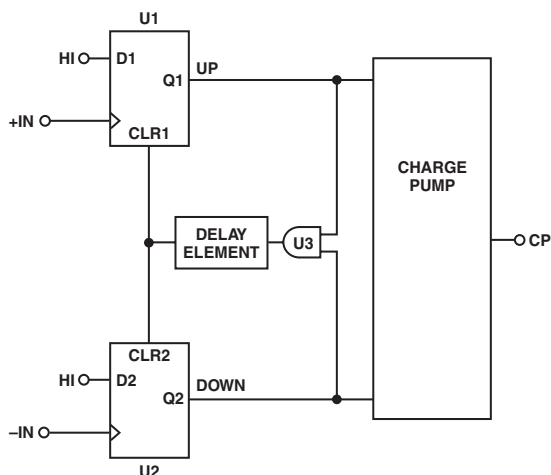 U1
HI
D1
Q1
UP
+IN
CLR1
CHARGE
PUMP
DELAY
ELEMENT
U3
CP
CLR2
HI
D2
DOWN
Q2
–IN
U2